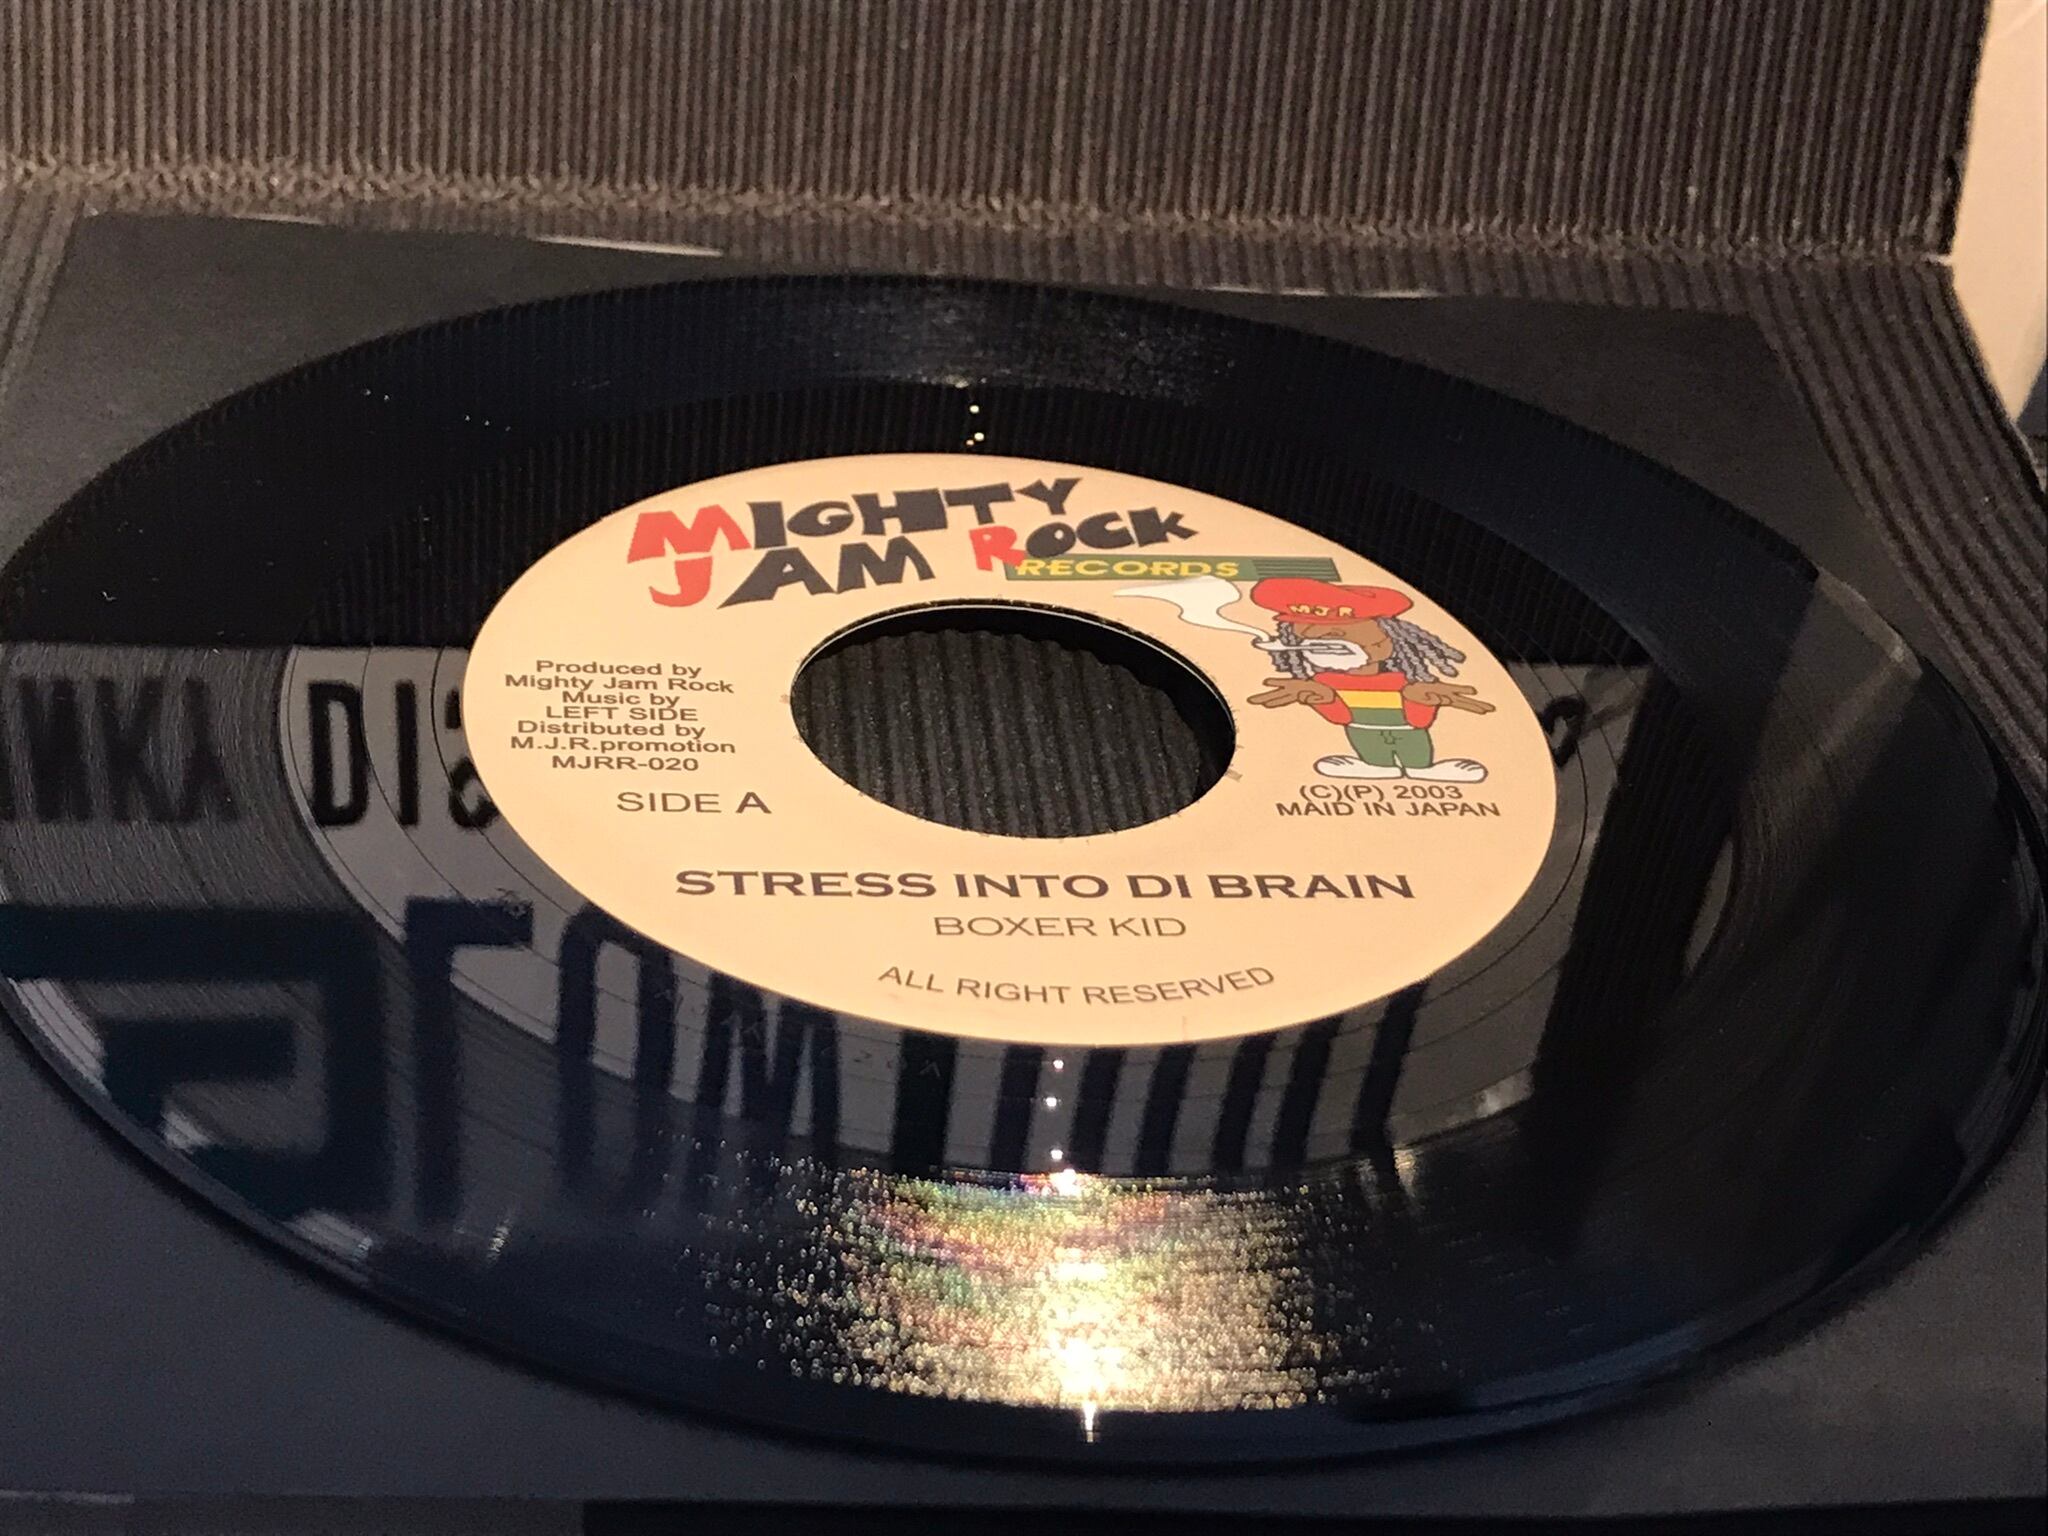 MIGHTY
JAM ROCK
RECORDS
M.J.R
Produced by
Mighty Jam Rock
Music by
LEFT SIDE
Distributed by
M.J.R.promotion
MJRR-020
SIDE A
(C)(P) 2003
MAID IN JAPAN
STRESS INTO DI BRAIN
BOXER KID
ALL RIGHT RESERVED